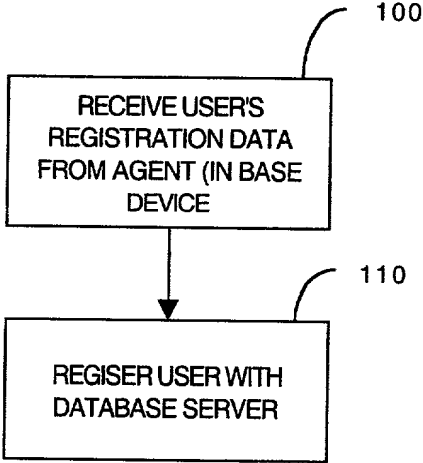 100
RECEIVE USER'S
REGISTRATION DATA
FROM AGENT (IN BASE
DEVICE
110
REGISER USER WITH
DATABASE SERVER